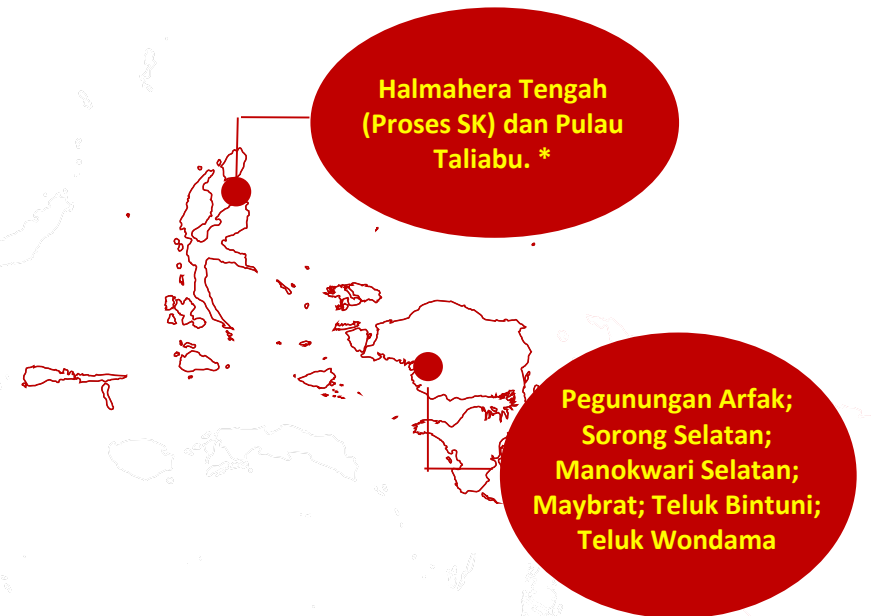 Halmahera Tengah
(Proses SK) dan Pulau
Taliabu. *
Pegunungan Arfak;
Sorong Selatan;
Manokwari Selatan;
Maybrat; Teluk Bintuni;
Teluk Wondama